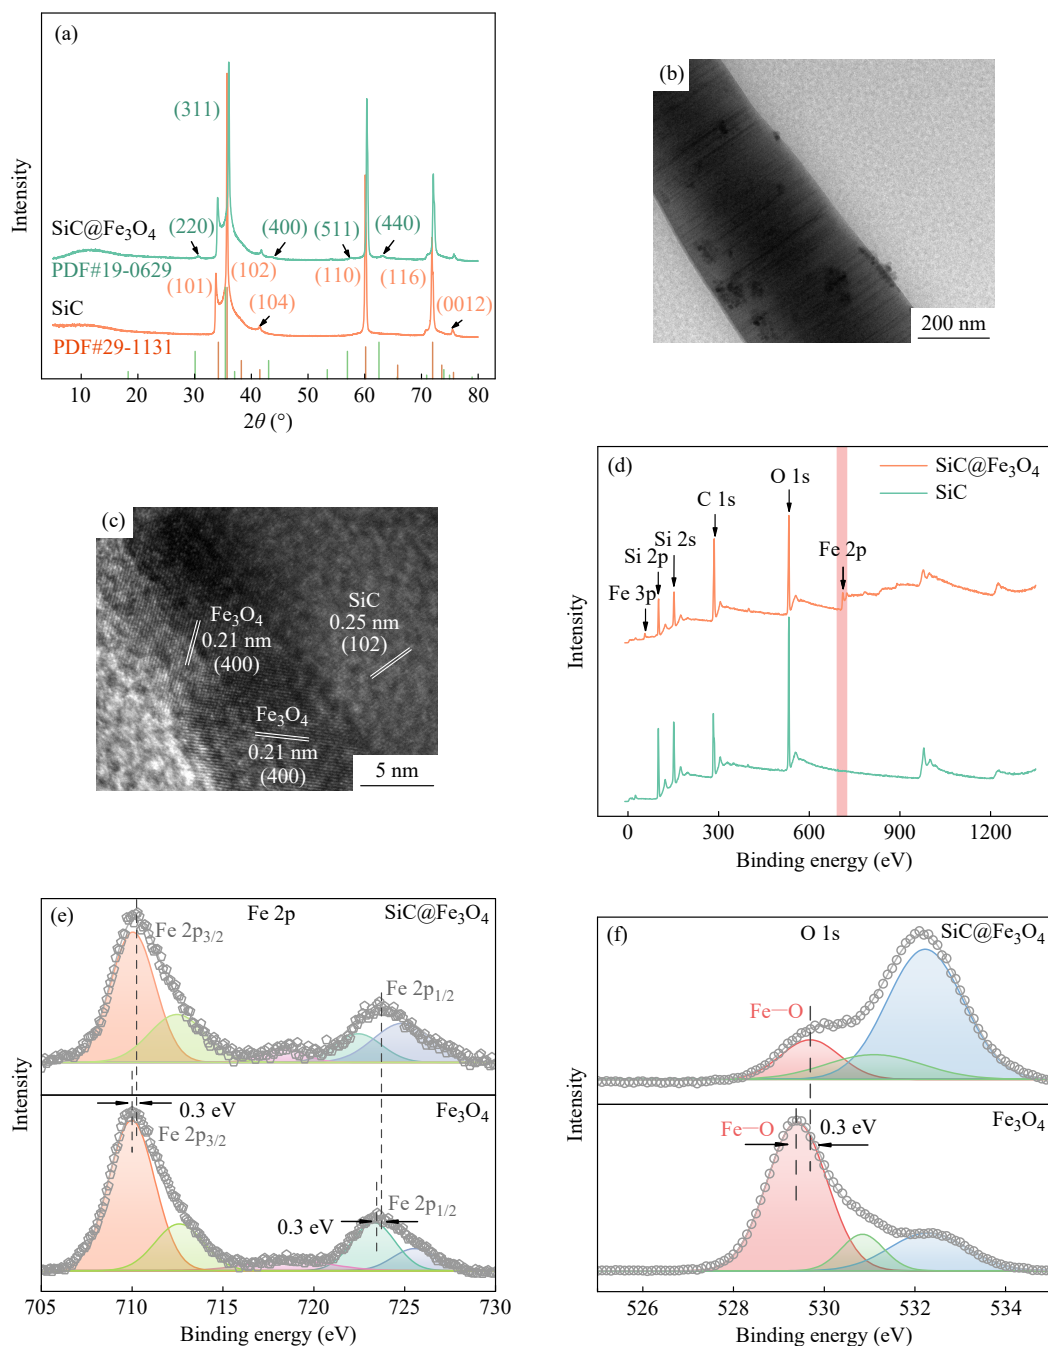 (a)
(311)
SiC@Fe3O4
(220)
(400)
(511)
(440)
PDF#19-0629
(101)
(102)
(110)
(116)
SiC
(104)
(0012)
PDF#29-1131
Intensity
10 20 30 40 50 60 70 80
2θ (°)
(b)
200 nm
(c)
Fe3O4
0.21 nm
(400)
SiC
0.25 nm
(102)
Fe3O4
0.21 nm
(400)
5 nm
(d)
SiC@Fe3O4
SiC
O 1s
C 1s
Si 2s
Si 2p
Fe 3p
Fe 2p
Intensity
0 300 600 900 1200
Binding energy (eV)
(e)
Fe 2p
SiC@Fe3O4
Fe 2p3/2
Fe 2p1/2
0.3 eV
Fe3O4
Fe 2p3/2
Fe 2p1/2
0.3 eV
Intensity
705 710 715 720 725 730
Binding energy (eV)
(f)
O 1s
SiC@Fe3O4
Fe—O
Fe3O4
Fe—O
0.3 eV
Intensity
526 528 530 532 534
Binding energy (eV)